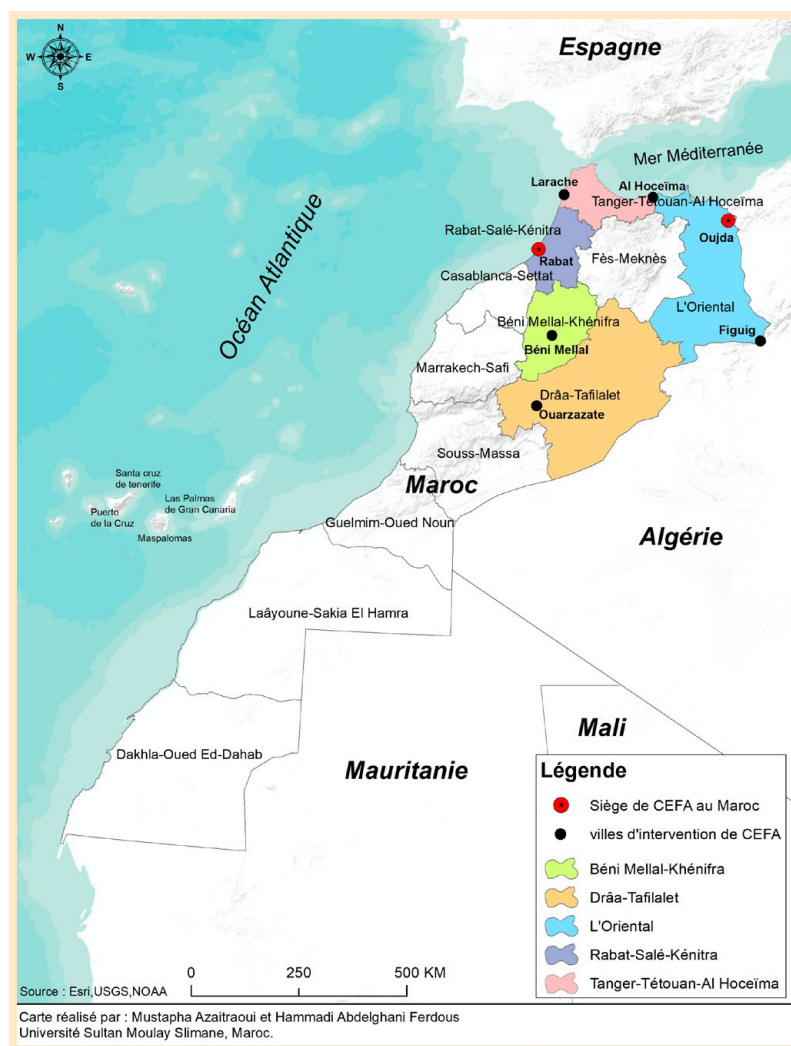 N
W
E
S
Espagne
Mer Méditerranée
Océan Atlantique
Larache
Al Hoceïma
Tanger-Tétouan-Al Hoceïma
Oujda
Rabat-Salé-Kénitra
Rabat
Fès-Meknès
Casablanca-Settat
L'Oriental
Béni Mellal-Khénifra
Figuig
Béni Mellal
Marrakech-Safi
Drâa-Tafilalet
Ouarzazate
Souss-Massa
Maroc
Santa cruz
de tenerife
Las Palmas
de Gran Canaria
Puerto
de la Cruz
Maspalomas
Guelmim-Oued Noun
Algérie
Laâyoune-Sakia El Hamra
Mali
Dakhla-Oued Ed-Dahab
Mauritanie
Légende
Siège de CEFA au Maroc
villes d'intervention de CEFA
Béni Mellal-Khénifra
Drâa-Tafilalet
L'Oriental
Rabat-Salé-Kénitra
Tanger-Tétouan-Al Hoceïma
0 250 500 KM
Source : Esri,USGS,NOAA
Carte réalisé par : Mustapha Azaitraoui et Hammadi Abdelghani Ferdous
Université Sultan Moulay Slimane, Maroc.